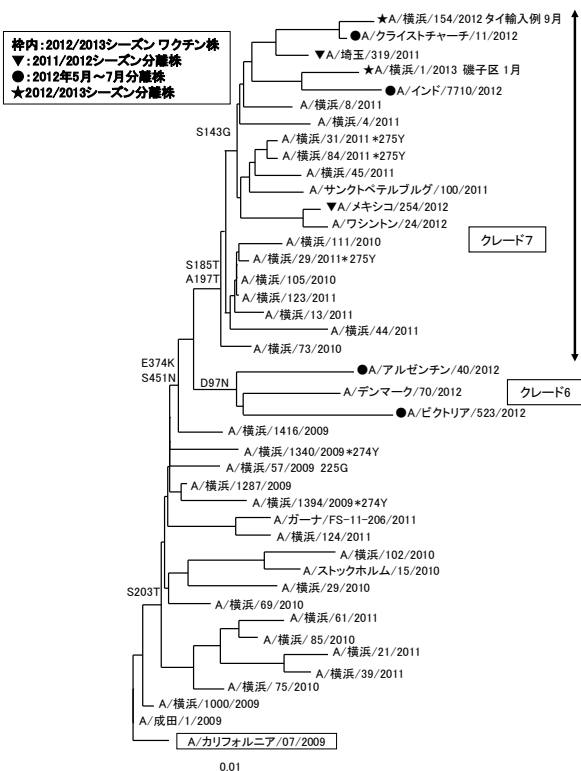 ★A/横浜/154/2012 タイ輸入例 9月
●A/クライストチャーチ/11/2012
枠内:2012/2013シーズン ワクチン株
▼:2011/2012シーズン分離株
●:2012年5月～7月分離株
★2012/2013シーズン分離株
▼A/埼玉/319/2011
★A/横浜/1/2013 磯子区 1月
●A/インド/7710/2012
A/横浜/8/2011
A/横浜/4/2011
S143G
A/横浜/31/2011 *275Y
A/横浜/84/2011 *275Y
A/横浜/45/2011
A/サンクトペテルブルグ/100/2011
▼A/メキシコ/254/2012
A/ワシントン/24/2012
クレード7
A/横浜/111/2010
A/横浜/29/2011*275Y
S185T
A197T
A/横浜/105/2010
A/横浜/123/2011
A/横浜/13/2011
A/横浜/44/2011
A/横浜/73/2010
E374K
S451N
●A/アルゼンチン/40/2012
D97N
A/デンマーク/70/2012
クレード6
●A/ビクトリア/523/2012
A/横浜/1416/2009
A/横浜/1340/2009*274Y
A/横浜/57/2009 225G
A/横浜/1287/2009
A/横浜/1394/2009*274Y
A/ガーナ/FS-11-206/2011
A/横浜/124/2011
A/横浜/102/2010
A/ストックホルム/15/2010
A/横浜/29/2010
S203T
A/横浜/69/2010
A/横浜/61/2011
A/横浜/85/2010
A/横浜/21/2011
A/横浜/39/2011
A/横浜/75/2010
A/横浜/1000/2009
A/成田/1/2009
A/カリフォルニア/07/2009
0.01